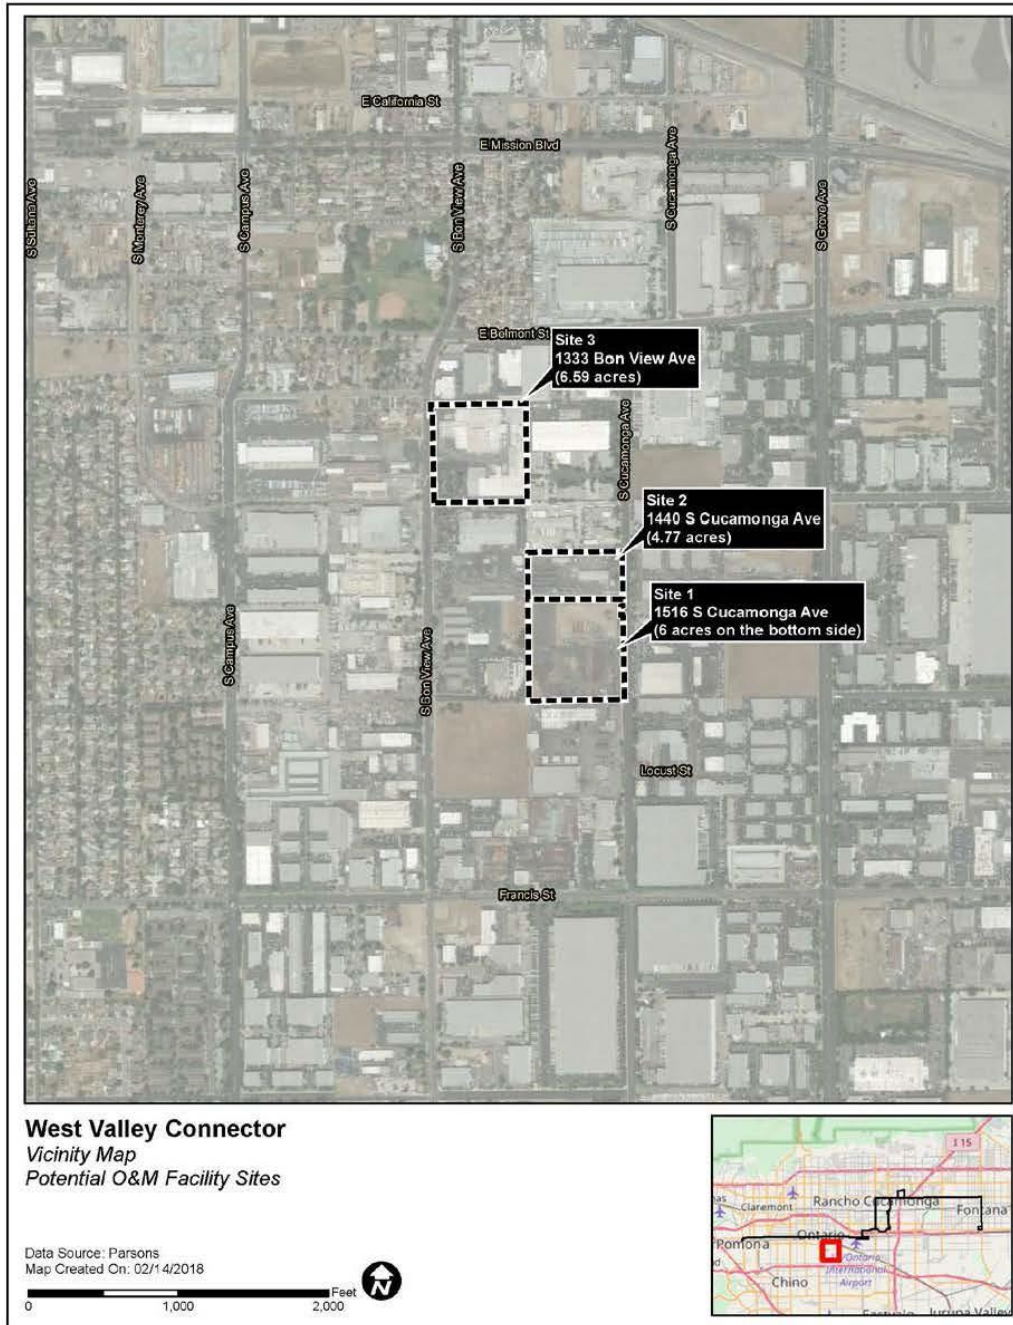 E California St
E Mission Blvd
S Sultana Ave
S Monterey Ave
S Campus Ave
S Bon View Ave
S Cucamonga Ave
S Grove Ave
E Belmont St
Site 3
1333 Bon View Ave
(6.59 acres)
S Cucamonga Ave
Site 2
1440 S Cucamonga Ave
(4.77 acres)
Site 1
1516 S Cucamonga Ave
(6 acres on the bottom side)
S Campus Ave
S Bon View Ave
Locust St
Francis St
West Valley Connector
Vicinity Map
Potential O&M Facility Sites
Data Source: Parsons
Map Created On: 02/14/2018
Feet
0 1,000 2,000
N
I 15
Claremont
Rancho Cucamonga
Fontana
Pomona
Ontario
Ontario
International
Airport
Chino
Jurupa Valley